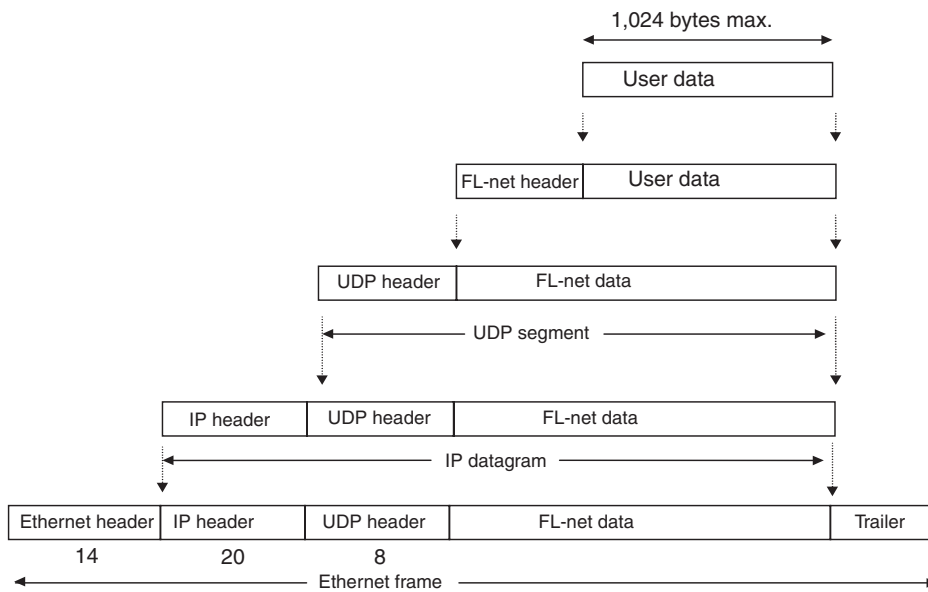 1,024 bytes max.
User data
FL-net header User data
UDP header FL-net data
UDP segment
IP header UDP header FL-net data
IP datagram
Ethernet header IP header UDP header FL-net data Trailer
14 20 8
Ethernet frame